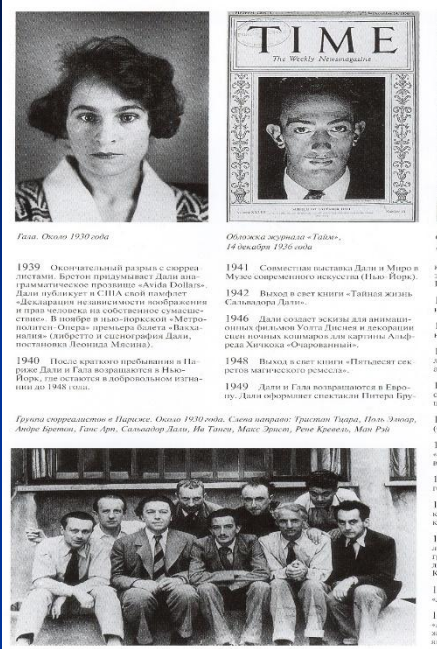 TIME
The Weekly Newsmagazine
Гала. Около 1930 года
Обложка журнала «Тайм»,
14 декабря 1936 года
1939 Окончательный разрыв с сюрреа-
листами. Бретон придумывает Дали ана-
грамматическое прозвище «Avida Dollars».
Дали публикует в США свой памфлет
«Декларация независимости воображения
и прав человека на собственное сумасше-
ствие». В ноябре в нью-йоркской «Метро-
политен-Опера» премьера балета «Вакха-
налия» (либретто и сценография Дали,
постановка Леонида Мясина).
1940 После краткого пребывания в Па-
риже Дали и Гала возвращаются в Нью-
Йорк, где остаются в добровольном изгна-
нии до 1948 года.
1941 Совместная выставка Дали и Миро в
Музее современного искусства (Нью-Йорк).
1942 Выход в свет книги «Тайная жизнь
Сальвадора Дали».
1946 Дали создает эскизы для анимаци-
онных фильмов Уолта Диснея и декорации
сцен ночных кошмаров для картины Альф-
реда Хичкока «Очарованный».
1948 Выход в свет книги «Пятьдесят сек-
ретов магического ремесла».
1949 Дали и Гала возвращаются в Евро-
пу. Дали оформляет спектакли Питера Бру-
Группа сюрреалистов в Париже. Около 1930 года. Слева направо: Тристан Тцара, Поль Элюар,
Андре Бретон, Ганс Арп, Сальвадор Дали, Ив Танги, Макс Эрнст, Рене Кревель, Ман Рэй